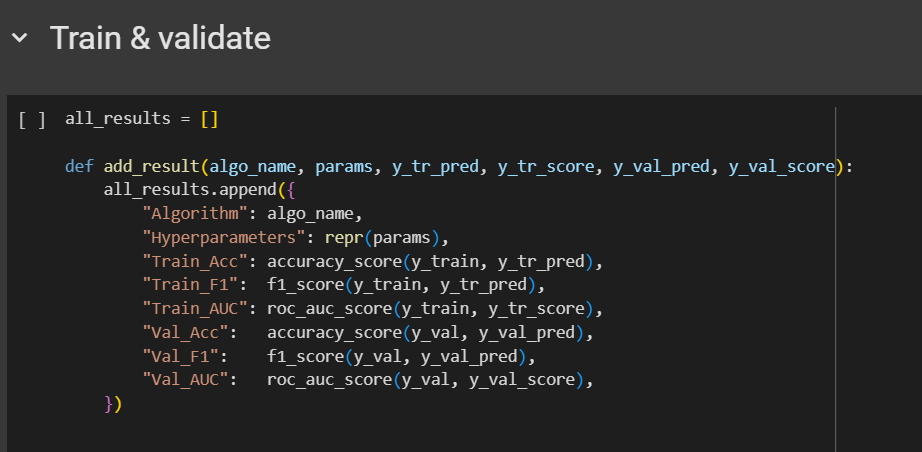 Train & validate
[ ] all_results = []
def add_result(algo_name, params, y_tr_pred, y_tr_score, y_val_pred, y_val_score):
    all_results.append({
        "Algorithm": algo_name,
        "Hyperparameters": repr(params),
        "Train_Acc": accuracy_score(y_train, y_tr_pred),
        "Train_F1":  f1_score(y_train, y_tr_pred),
        "Train_AUC": roc_auc_score(y_train, y_tr_score),
        "Val_Acc":   accuracy_score(y_val, y_val_pred),
        "Val_F1":    f1_score(y_val, y_val_pred),
        "Val_AUC":   roc_auc_score(y_val, y_val_score),
    })